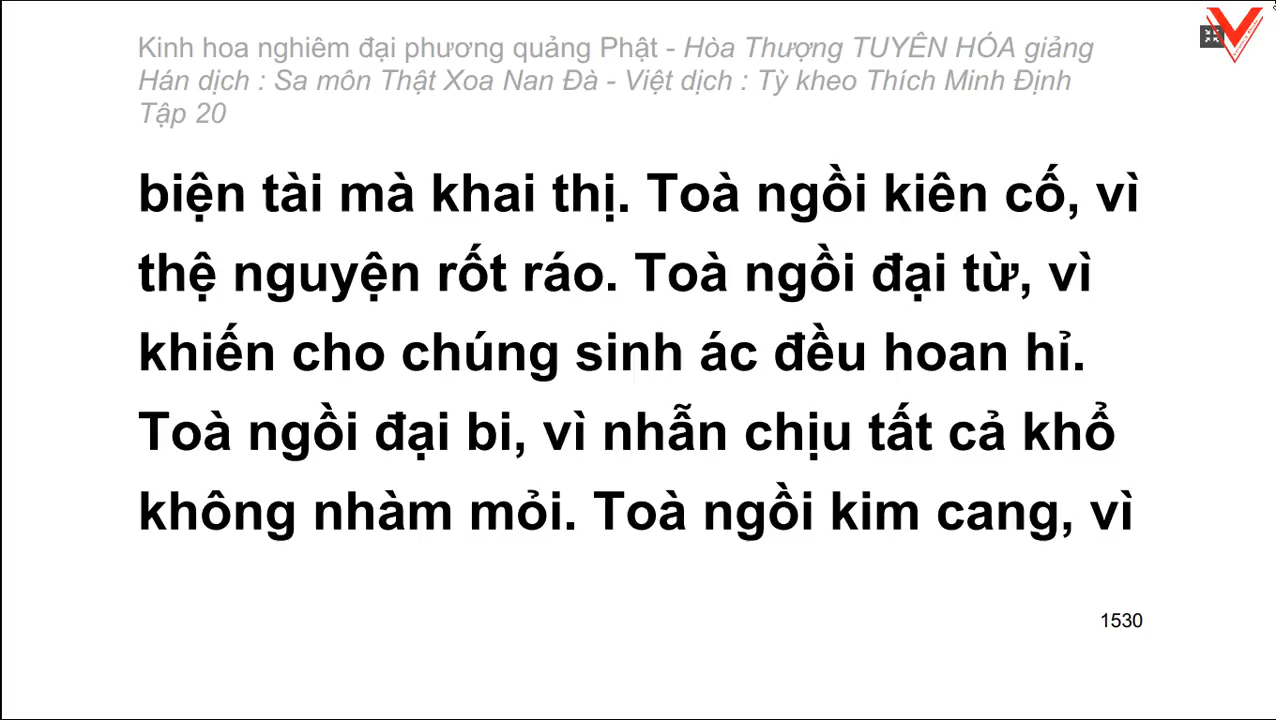 Kinh hoa nghiêm đại phương quảng Phật - Hòa Thượng TUYÊN HÓA giảng
Hán dịch : Sa môn Thật Xoa Nan Đà - Việt dịch : Tỳ kheo Thích Minh Định
Tập 20
biện tài mà khai thị. Toà ngồi kiên cố, vì
thệ nguyện rốt ráo. Toà ngồi đại từ, vì
khiến cho chúng sinh ác đều hoan hỉ.
Toà ngồi đại bi, vì nhẫn chịu tất cả khổ
không nhàm mỏi. Toà ngồi kim cang, vì
1530